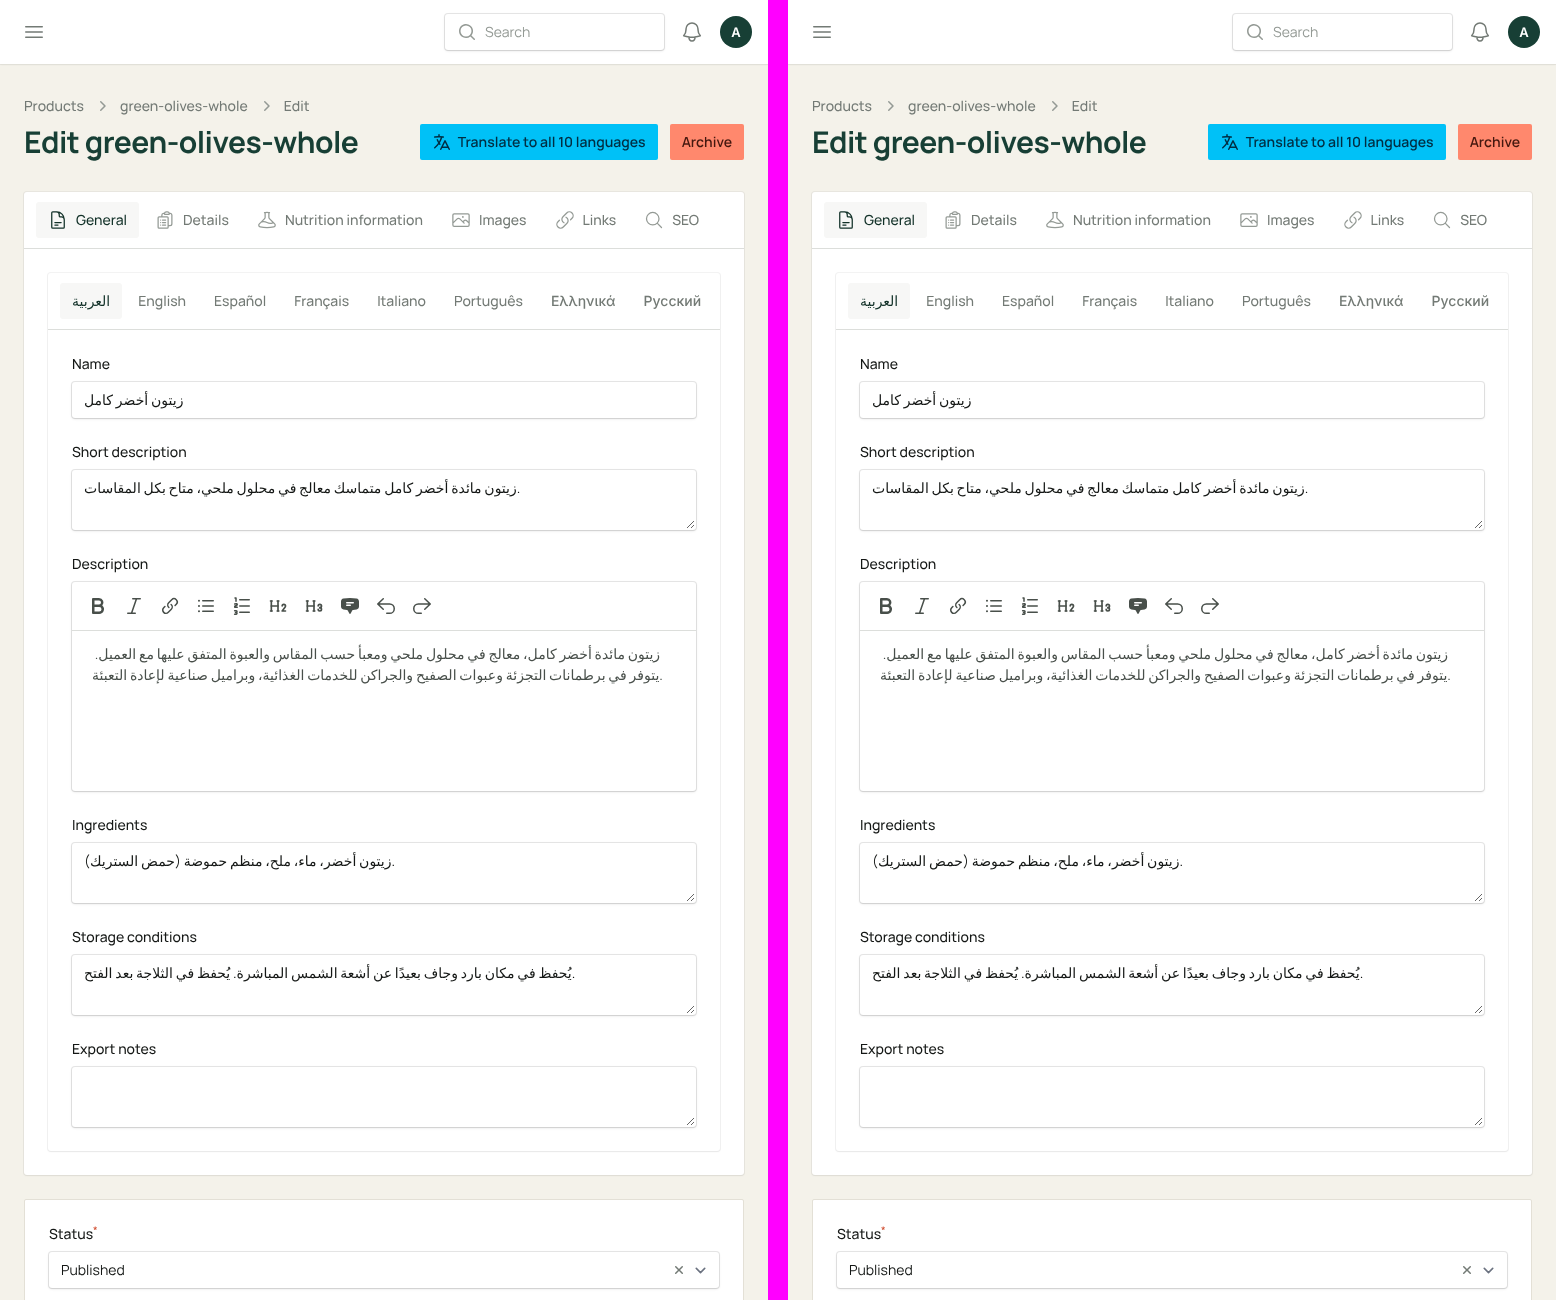 Search
A
Products > green-olives-whole > Edit
Edit green-olives-whole
Translate to all 10 languages
Archive
General Details Nutrition information Images Links SEO
العربية English Español Français Italiano Português Ελληνικά Русский
Name
زيتون أخضر كامل
Short description
زيتون مائدة أخضر كامل متماسك معالج في محلول ملحي، متاح بكل المقاسات.
Description
B I H2 H3
زيتون مائدة أخضر كامل، معالج في محلول ملحي ومعبأ حسب المقاس والعبوة المتفق عليها مع العميل.
يتوفر في برطمانات التجزئة وعبوات الصفيح والجراكن للخدمات الغذائية، وبراميل صناعية لإعادة التعبئة.
Ingredients
زيتون أخضر، ماء، ملح، منظم حموضة (حمض الستريك).
Storage conditions
يُحفظ في مكان بارد وجاف بعيدًا عن أشعة الشمس المباشرة. يُحفظ في الثلاجة بعد الفتح.
Export notes
Status*
Published
Search
A
Products > green-olives-whole > Edit
Edit green-olives-whole
Translate to all 10 languages
Archive
General Details Nutrition information Images Links SEO
العربية English Español Français Italiano Português Ελληνικά Русский
Name
زيتون أخضر كامل
Short description
زيتون مائدة أخضر كامل متماسك معالج في محلول ملحي، متاح بكل المقاسات.
Description
B I H2 H3
زيتون مائدة أخضر كامل، معالج في محلول ملحي ومعبأ حسب المقاس والعبوة المتفق عليها مع العميل.
يتوفر في برطمانات التجزئة وعبوات الصفيح والجراكن للخدمات الغذائية، وبراميل صناعية لإعادة التعبئة.
Ingredients
زيتون أخضر، ماء، ملح، منظم حموضة (حمض الستريك).
Storage conditions
يُحفظ في مكان بارد وجاف بعيدًا عن أشعة الشمس المباشرة. يُحفظ في الثلاجة بعد الفتح.
Export notes
Status*
Published